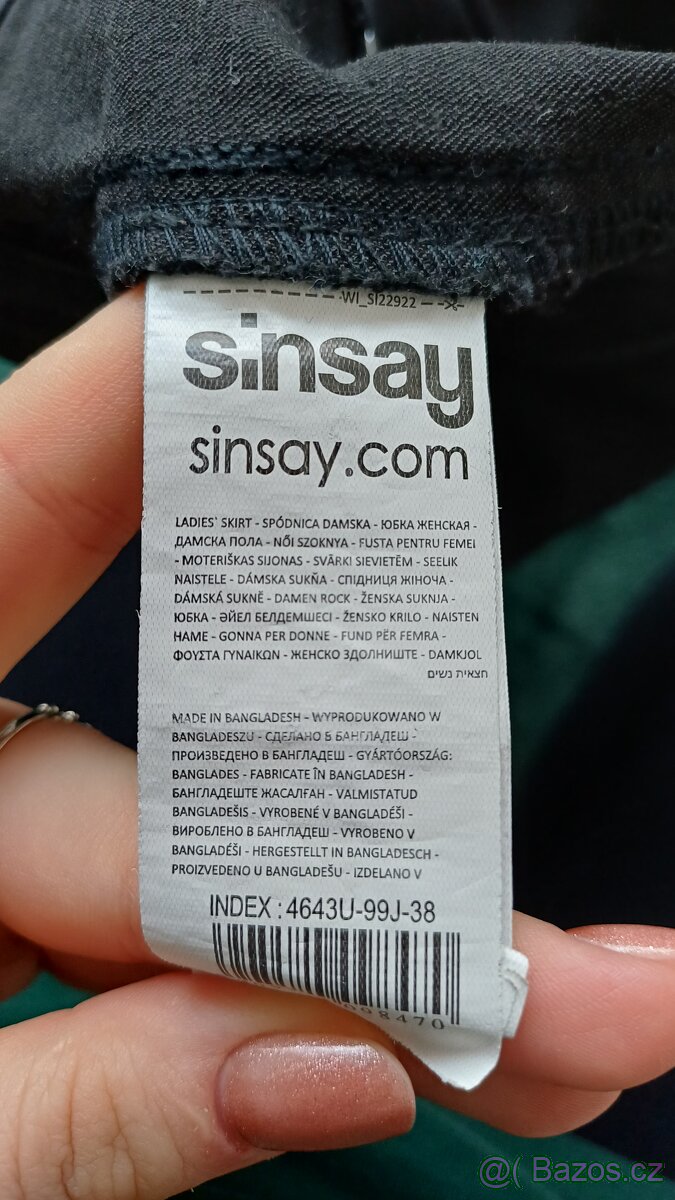 WI_SI22922
sinsay
sinsay.com
LADIES' SKIRT - SPÓDNICA DAMSKA - ЮБКА ЖЕНСКАЯ -
ДАМСКА ПОЛА - NŐI SZOKNYA - FUSTA PENTRU FEMEI
- MOTERIŠKAS SIJONAS - SVĀRKI SIEVIETĒM - SEELIK
NAISTELE - DÁMSKA SUKŇA - СПІДНИЦЯ ЖІНОЧА -
DÁMSKÁ SUKNĚ - DAMEN ROCK - ŽENSKA SUKNJA -
ЮБКА - ӘЙЕЛ БЕЛДЕМШЕСІ - ŽENSKO KRILO - NAISTEN
HAME - GONNA PER DONNE - FUND PËR FEMRA -
ΦΟΥΣΤΑ ΓΥΝΑΙΚΩΝ - ЖЕНСКО ЗДОЛНИШТЕ - DAMKJOL
חצאית נשים
MADE IN BANGLADESH - WYPRODUKOWANO W
BANGLADESZU - СДЕЛАНО В БАНГЛАДЕШ -
ПРОИЗВЕДЕНО В БАНГЛАДЕШ - GYÁRTÓORSZÁG:
BANGLADES - FABRICATE ÎN BANGLADESH -
БАНГЛАДЕШТЕ ЖАСАЛҒАН - VALMISTATUD
BANGLADEŠIS - VYROBENÉ V BANGLADÉŠI -
ВИРОБЛЕНО В БАНГЛАДЕШ - VYROBENO V
BANGLADÉŠI - HERGESTELLT IN BANGLADESCH -
PROIZVEDENO U BANGLADEŠU - IZDELANO V
INDEX : 4643U-99J-38
098470
@( Bazos.cz